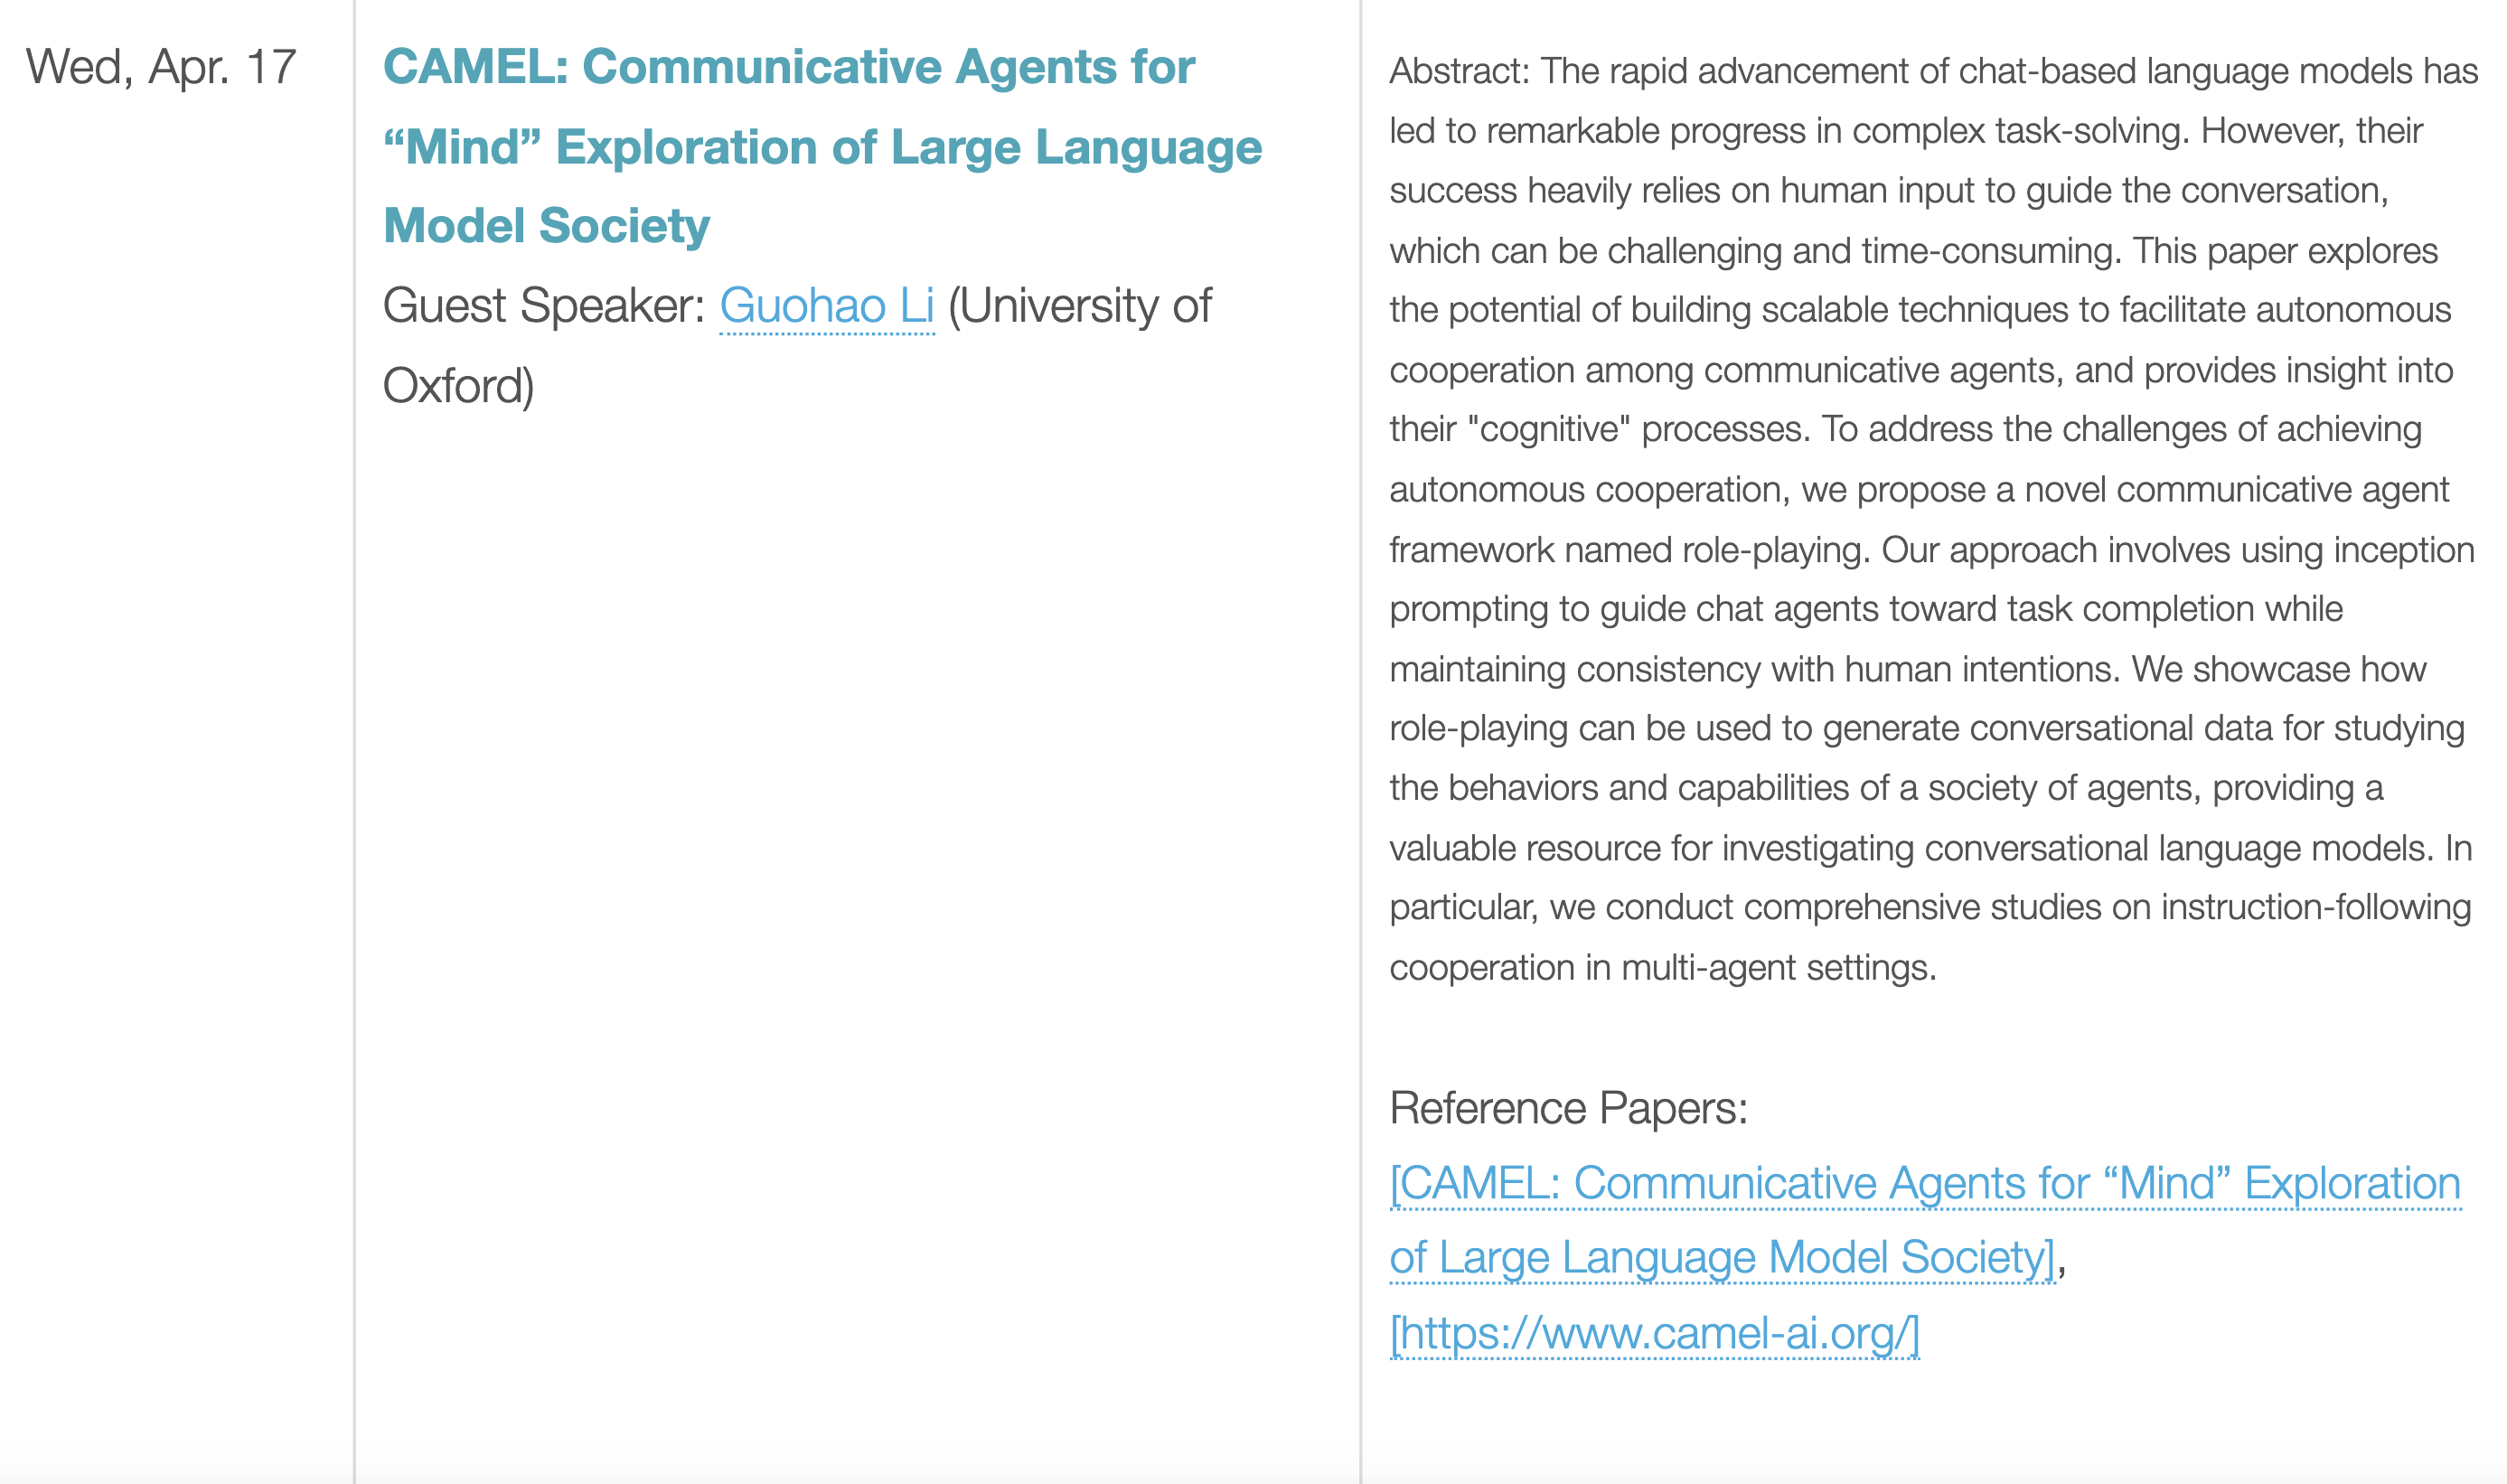 Wed, Apr. 17
CAMEL: Communicative Agents for
“Mind” Exploration of Large Language
Model Society
Guest Speaker: Guohao Li (University of
Oxford)
Abstract: The rapid advancement of chat-based language models has
led to remarkable progress in complex task-solving. However, their
success heavily relies on human input to guide the conversation,
which can be challenging and time-consuming. This paper explores
the potential of building scalable techniques to facilitate autonomous
cooperation among communicative agents, and provides insight into
their "cognitive" processes. To address the challenges of achieving
autonomous cooperation, we propose a novel communicative agent
framework named role-playing. Our approach involves using inception
prompting to guide chat agents toward task completion while
maintaining consistency with human intentions. We showcase how
role-playing can be used to generate conversational data for studying
the behaviors and capabilities of a society of agents, providing a
valuable resource for investigating conversational language models. In
particular, we conduct comprehensive studies on instruction-following
cooperation in multi-agent settings.
Reference Papers:
[CAMEL: Communicative Agents for “Mind” Exploration
of Large Language Model Society],
[https://www.camel-ai.org/]